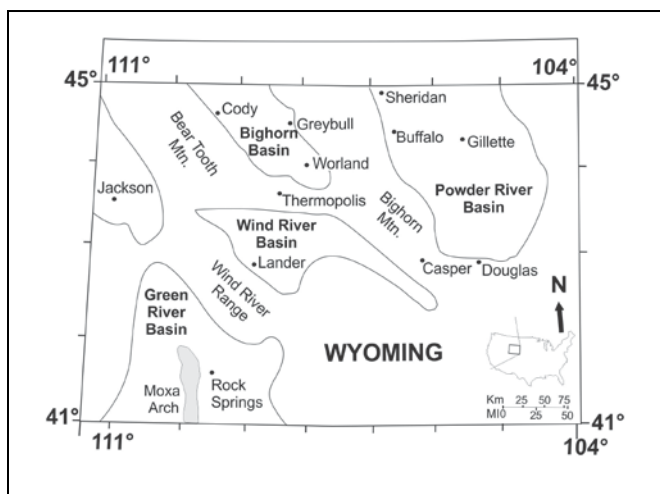 111°
104°
45°
45°
Sheridan
Cody
Greybull
Bighorn
Basin
Buffalo
Gillette
Bear Tooth
Mtn.
Worland
Jackson
Thermopolis
Bighorn
Mtn.
Powder River
Basin
Wind River
Basin
Lander
Casper
Douglas
Wind River
Range
N
Green
River
Basin
WYOMING
Moxa
Arch
Rock
Springs
Km 25 50 75
MI0 25 50
41°
41°
111°
104°